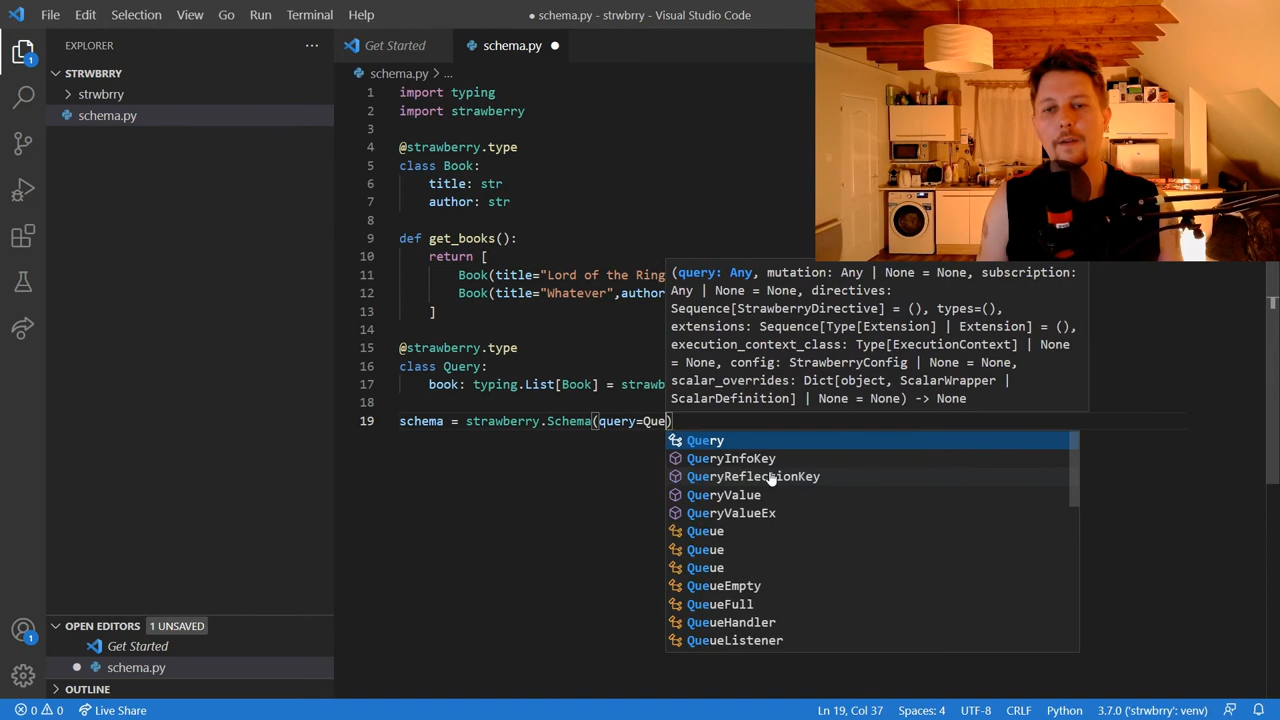 File Edit Selection View Go Run Terminal Help
● schema.py - strwbrry - Visual Studio Code
EXPLORER
Get Started
schema.py
STRWBRRY
strwbrry
schema.py
schema.py > ...
1 import typing
2 import strawberry
3
4 @strawberry.type
5 class Book:
6 title: str
7 author: str
8
9 def get_books():
10 return [
11 Book(title="Lord of the Ring
12 Book(title="Whatever",author
13 ]
14
15 @strawberry.type
16 class Query:
17 book: typing.List[Book] = strawb
18
19 schema = strawberry.Schema(query=Que)
(query: Any, mutation: Any | None = None, subscription:
Any | None = None, directives:
Sequence[StrawberryDirective] = (), types=(),
extensions: Sequence[Type[Extension] | Extension] = (),
execution_context_class: Type[ExecutionContext] | None
= None, config: StrawberryConfig | None = None,
scalar_overrides: Dict[object, ScalarWrapper |
ScalarDefinition] | None = None) -> None
Query
QueryInfoKey
QueryReflectionKey
QueryValue
QueryValueEx
Queue
Queue
Queue
QueueEmpty
QueueFull
QueueHandler
QueueListener
OPEN EDITORS 1 UNSAVED
Get Started
schema.py
OUTLINE
1
1
0 0 Live Share
Ln 19, Col 37 Spaces: 4 UTF-8 CRLF Python 3.7.0 ('strwbrry': venv)